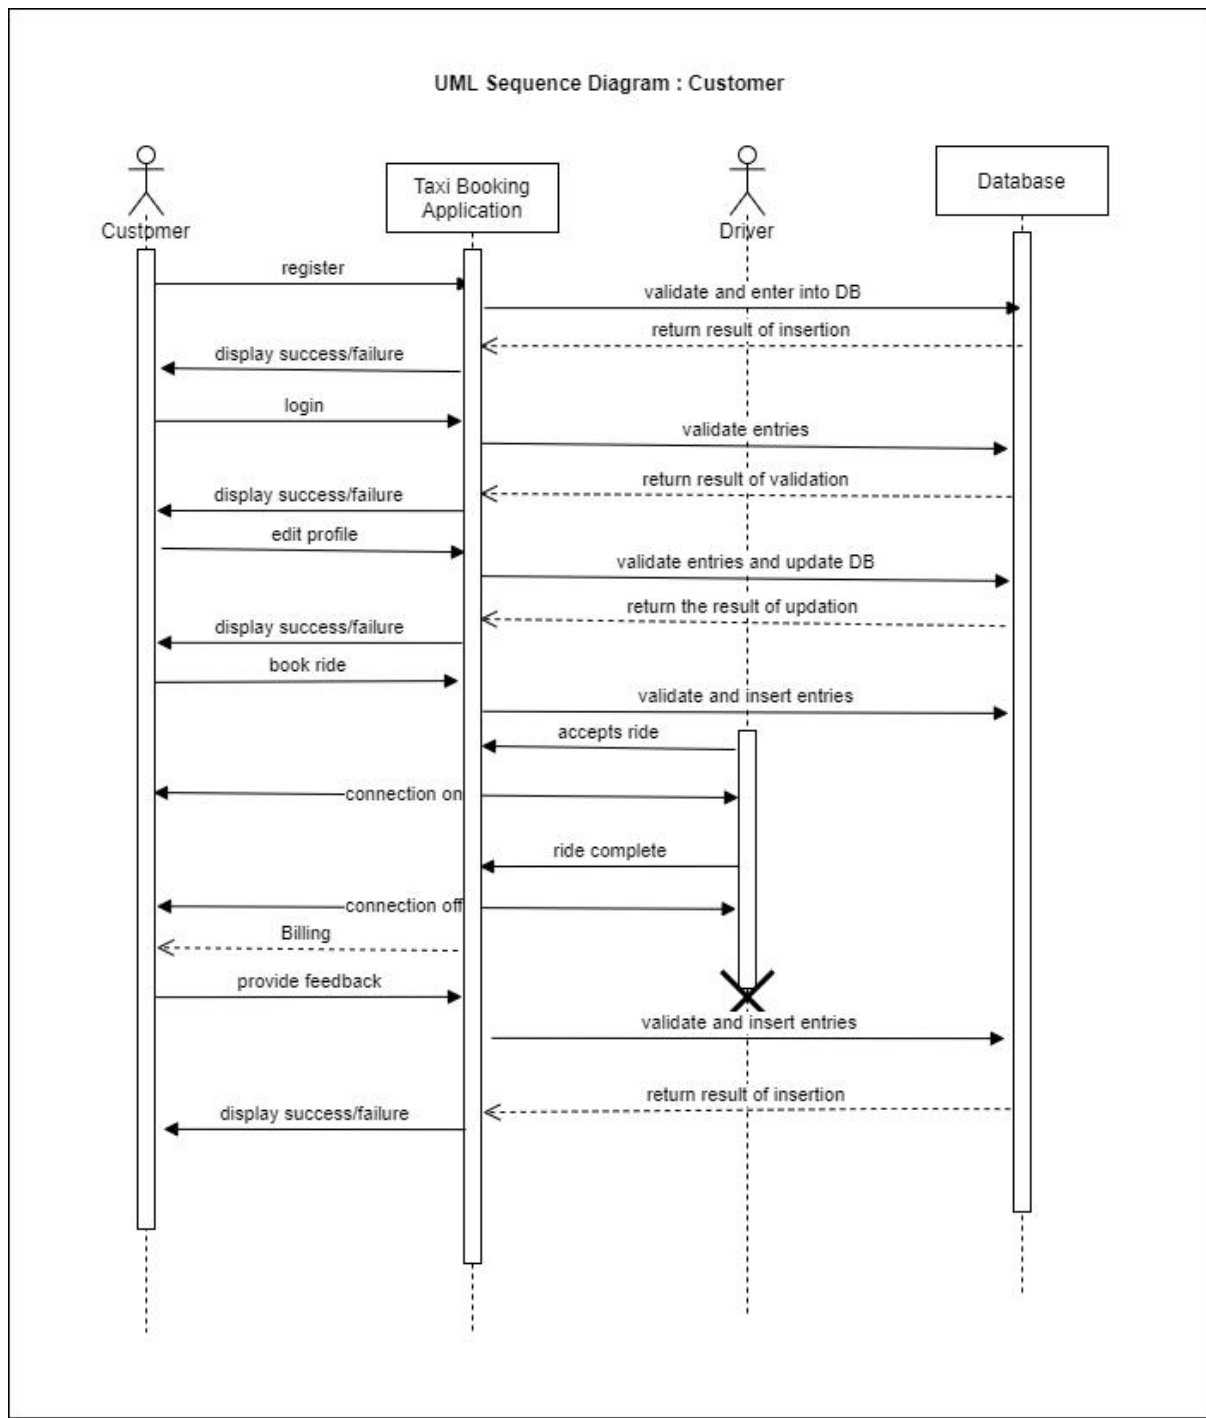 UML Sequence Diagram : Customer
Customer
Taxi Booking
Application
Driver
Database
register
validate and enter into DB
return result of insertion
display success/failure
login
validate entries
return result of validation
display success/failure
edit profile
validate entries and update DB
return the result of updation
display success/failure
book ride
validate and insert entries
accepts ride
connection on
ride complete
connection off
Billing
provide feedback
validate and insert entries
return result of insertion
display success/failure